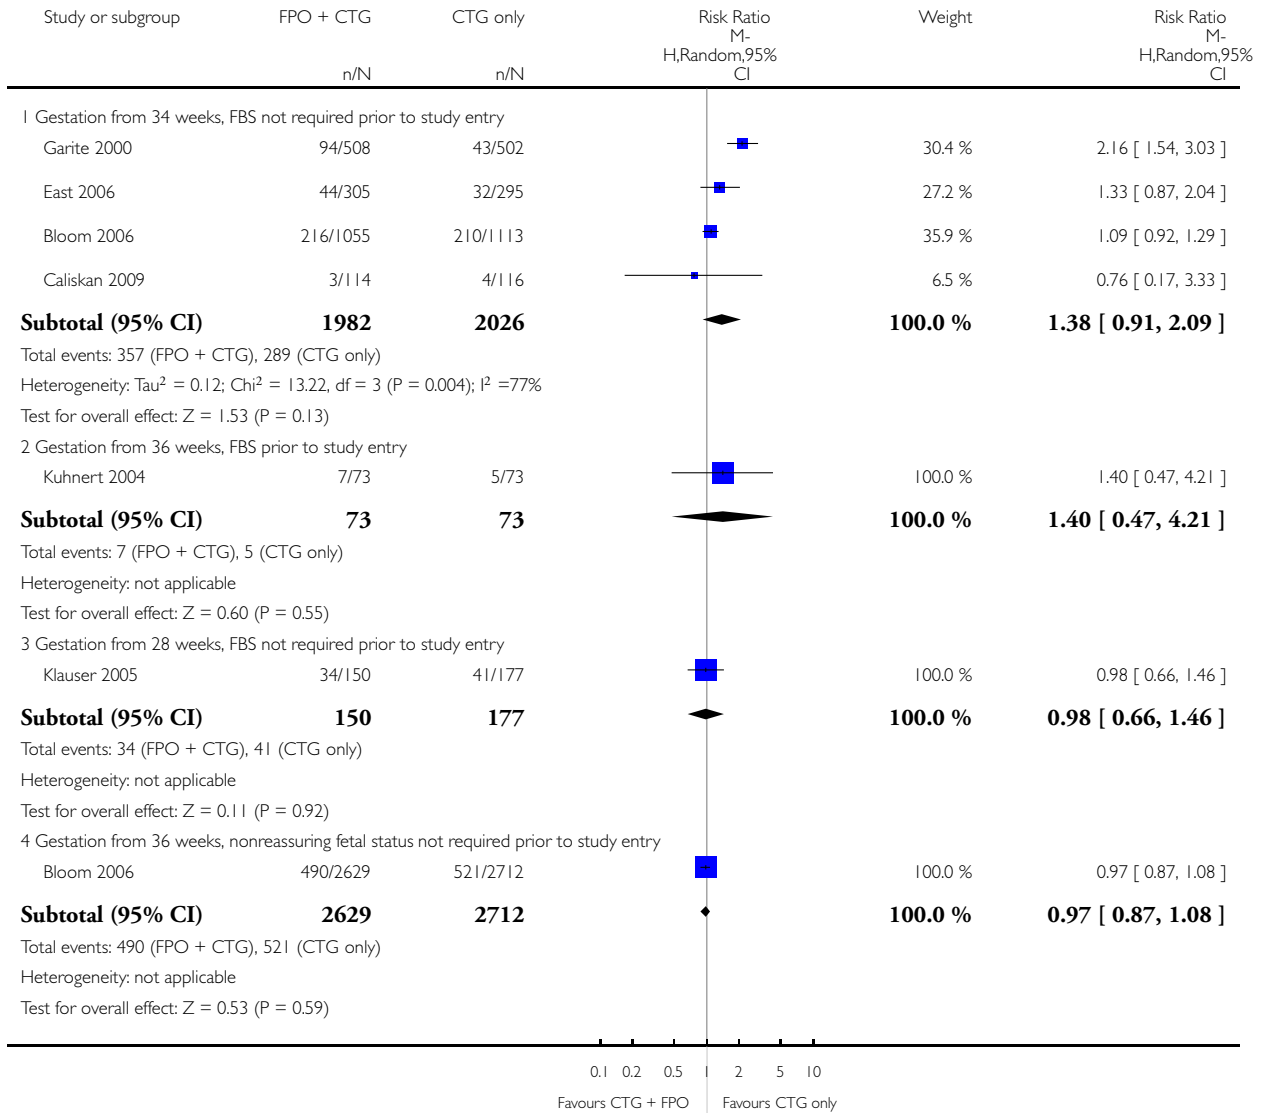 Study or subgroup FPO + CTG CTG only Risk Ratio Weight Risk Ratio
M-H,Random,95% CI M-H,Random,95% CI
n/N n/N
1 Gestation from 34 weeks, FBS not required prior to study entry
Garite 2000 94/508 43/502 30.4 % 2.16 [ 1.54, 3.03 ]
East 2006 44/305 32/295 27.2 % 1.33 [ 0.87, 2.04 ]
Bloom 2006 216/1055 210/1113 35.9 % 1.09 [ 0.92, 1.29 ]
Caliskan 2009 3/114 4/116 6.5 % 0.76 [ 0.17, 3.33 ]
Subtotal (95% CI) 1982 2026 100.0 % 1.38 [ 0.91, 2.09 ]
Total events: 357 (FPO + CTG), 289 (CTG only)
Heterogeneity: Tau² = 0.12; Chi² = 13.22, df = 3 (P = 0.004); I² =77%
Test for overall effect: Z = 1.53 (P = 0.13)
2 Gestation from 36 weeks, FBS prior to study entry
Kuhnert 2004 7/73 5/73 100.0 % 1.40 [ 0.47, 4.21 ]
Subtotal (95% CI) 73 73 100.0 % 1.40 [ 0.47, 4.21 ]
Total events: 7 (FPO + CTG), 5 (CTG only)
Heterogeneity: not applicable
Test for overall effect: Z = 0.60 (P = 0.55)
3 Gestation from 28 weeks, FBS not required prior to study entry
Klauser 2005 34/150 41/177 100.0 % 0.98 [ 0.66, 1.46 ]
Subtotal (95% CI) 150 177 100.0 % 0.98 [ 0.66, 1.46 ]
Total events: 34 (FPO + CTG), 41 (CTG only)
Heterogeneity: not applicable
Test for overall effect: Z = 0.11 (P = 0.92)
4 Gestation from 36 weeks, nonreassuring fetal status not required prior to study entry
Bloom 2006 490/2629 521/2712 100.0 % 0.97 [ 0.87, 1.08 ]
Subtotal (95% CI) 2629 2712 100.0 % 0.97 [ 0.87, 1.08 ]
Total events: 490 (FPO + CTG), 521 (CTG only)
Heterogeneity: not applicable
Test for overall effect: Z = 0.53 (P = 0.59)
0.1 0.2 0.5 1 2 5 10
Favours CTG + FPO Favours CTG only